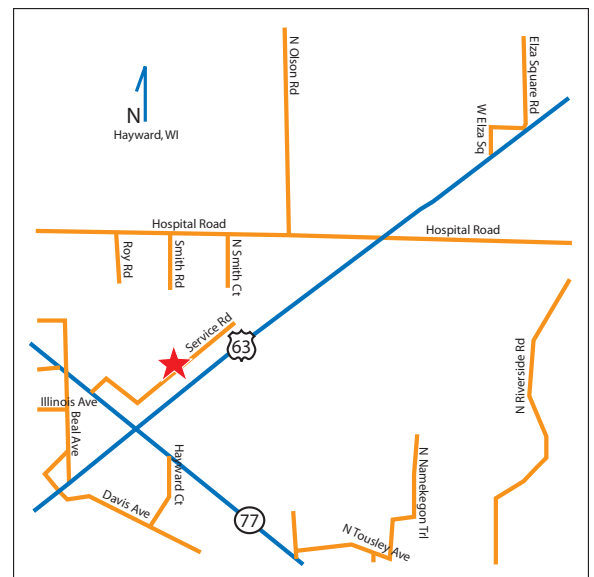 N Olson Rd
Elza Square Rd
W Elza Sq
N
Hayward, WI
Hospital Road
Hospital Road
Roy Rd
Smith Rd
N Smith Ct
Service Rd
63
N Riverside Rd
Illinois Ave
Beal Ave
Hayward Ct
N Namekegon Trl
Davis Ave
77
N Tousley Ave